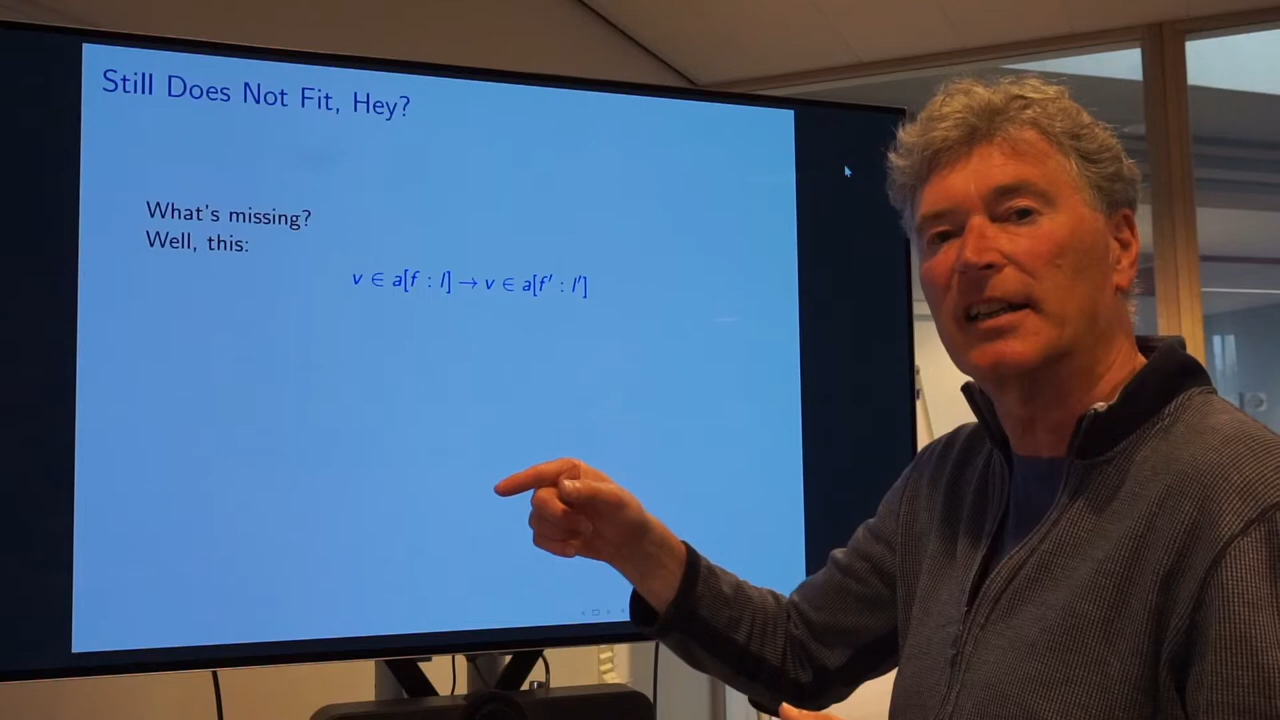 Still Does Not Fit, Hey?
What's missing?
Well, this:
v ∈ a[f : l] → v ∈ a[f′ : l′]